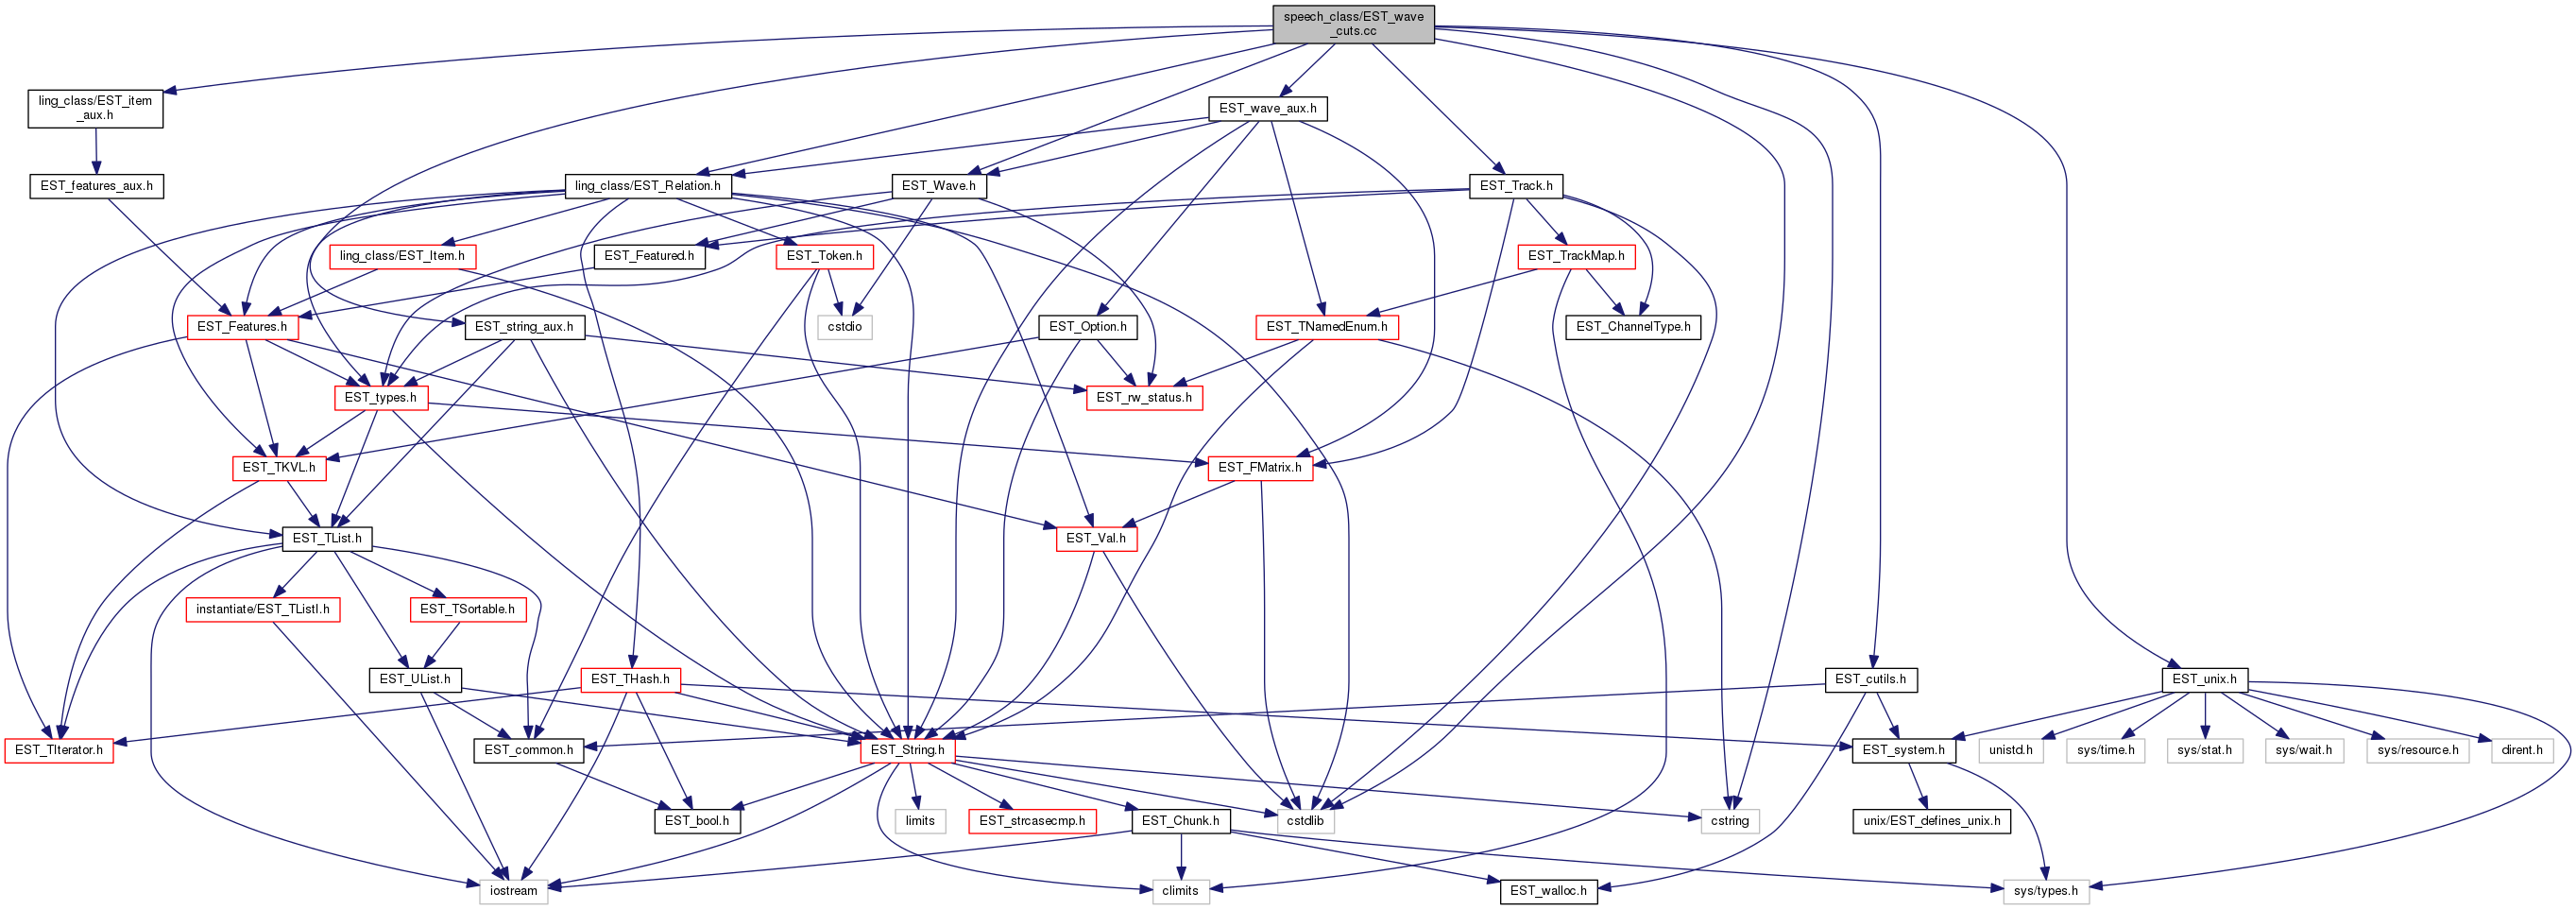 speech_class/EST_wave
_cuts.cc
ling_class/EST_item
_aux.h
EST_wave_aux.h
EST_features_aux.h
ling_class/EST_Relation.h
EST_Wave.h
EST_Track.h
ling_class/EST_Item.h
EST_Featured.h
EST_Token.h
EST_TrackMap.h
EST_Features.h
EST_string_aux.h
cstdio
EST_Option.h
EST_TNamedEnum.h
EST_ChannelType.h
EST_types.h
EST_rw_status.h
EST_TKVL.h
EST_FMatrix.h
EST_TList.h
EST_Val.h
instantiate/EST_TListI.h
EST_TSortable.h
EST_UList.h
EST_THash.h
EST_cutils.h
EST_unix.h
EST_TIterator.h
EST_common.h
EST_String.h
EST_system.h
unistd.h
sys/time.h
sys/stat.h
sys/wait.h
sys/resource.h
dirent.h
EST_bool.h
limits
EST_strcasecmp.h
EST_Chunk.h
cstdlib
cstring
unix/EST_defines_unix.h
iostream
climits
EST_walloc.h
sys/types.h